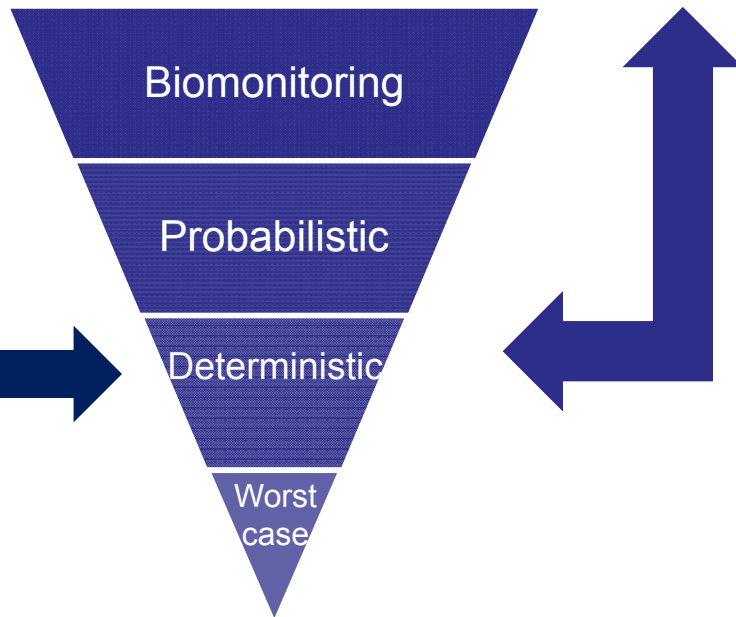 Biomonitoring
Probabilistic
Deterministic
Worst
case